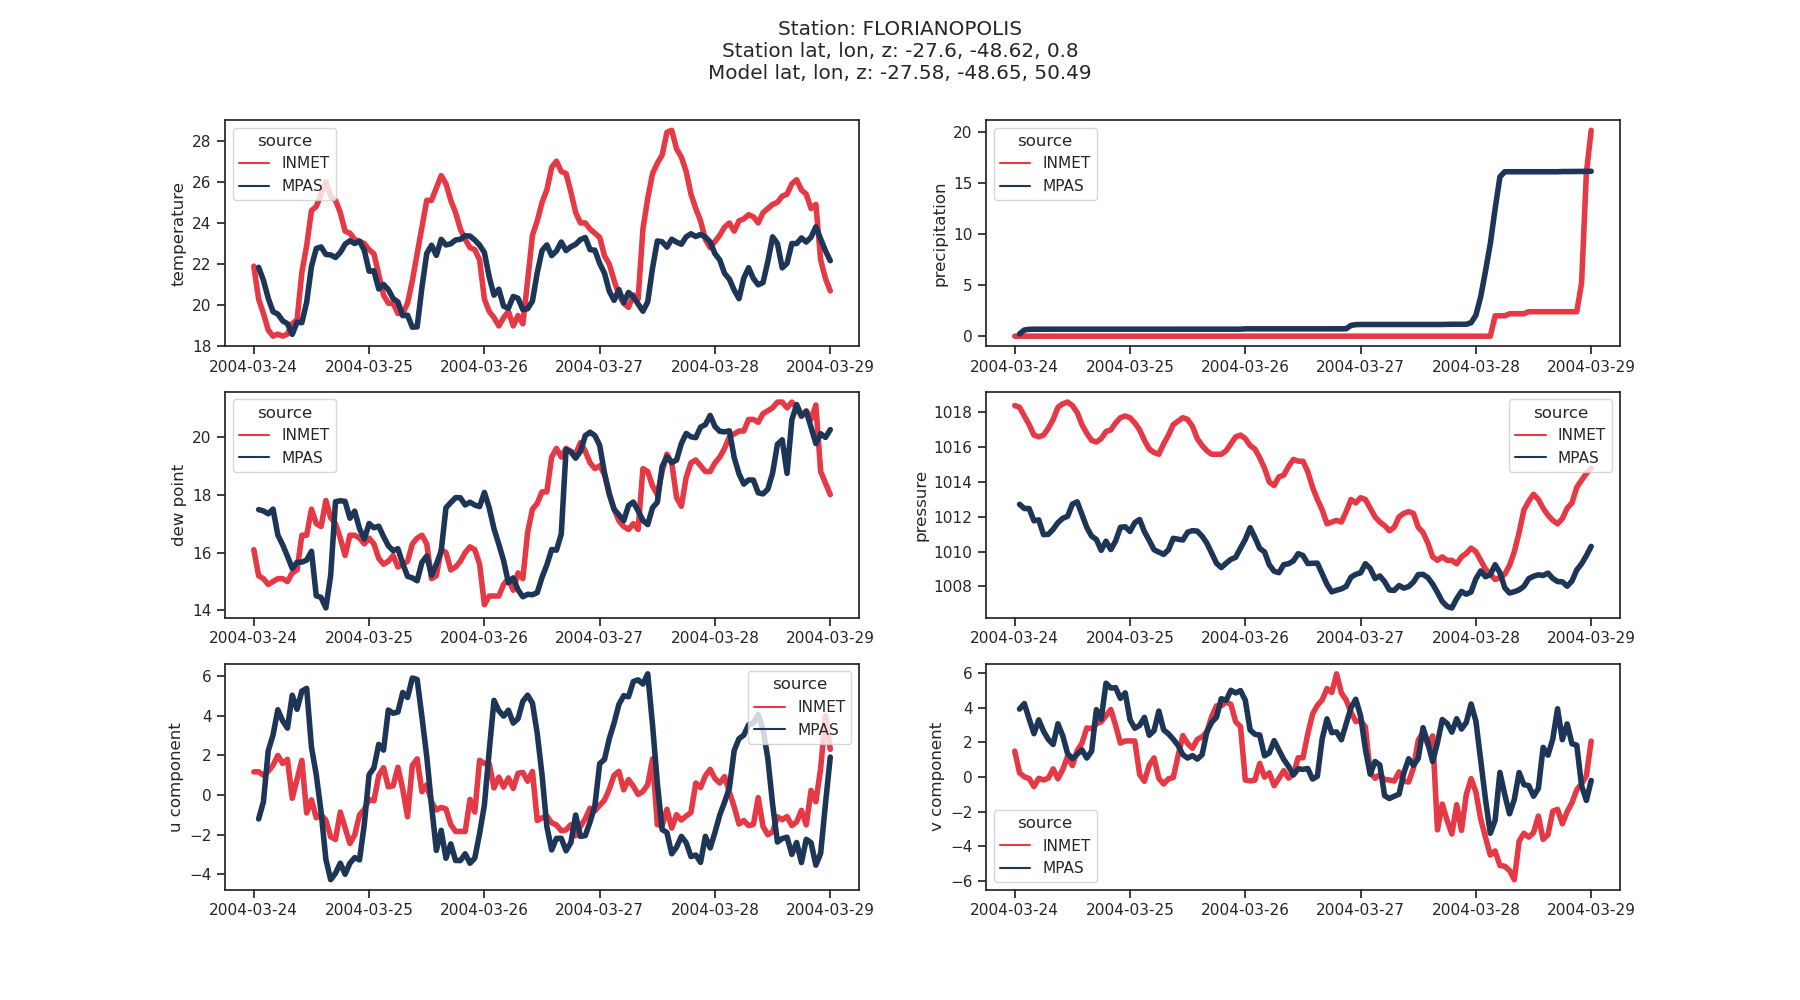 Station: FLORIANOPOLIS
Station lat, lon, z: -27.6, -48.62, 0.8
Model lat, lon, z: -27.58, -48.65, 50.49
temperature
28
26
24
22
20
18
source
INMET
MPAS
2004-03-24 2004-03-25 2004-03-26 2004-03-27 2004-03-28 2004-03-29
precipitation
20
15
10
5
0
source
INMET
MPAS
2004-03-24 2004-03-25 2004-03-26 2004-03-27 2004-03-28 2004-03-29
dew point
20
18
16
14
source
INMET
MPAS
2004-03-24 2004-03-25 2004-03-26 2004-03-27 2004-03-28 2004-03-29
pressure
1018
1016
1014
1012
1010
1008
source
INMET
MPAS
2004-03-24 2004-03-25 2004-03-26 2004-03-27 2004-03-28 2004-03-29
u component
6
4
2
0
−2
−4
source
INMET
MPAS
2004-03-24 2004-03-25 2004-03-26 2004-03-27 2004-03-28 2004-03-29
v component
6
4
2
0
−2
−4
−6
source
INMET
MPAS
2004-03-24 2004-03-25 2004-03-26 2004-03-27 2004-03-28 2004-03-29